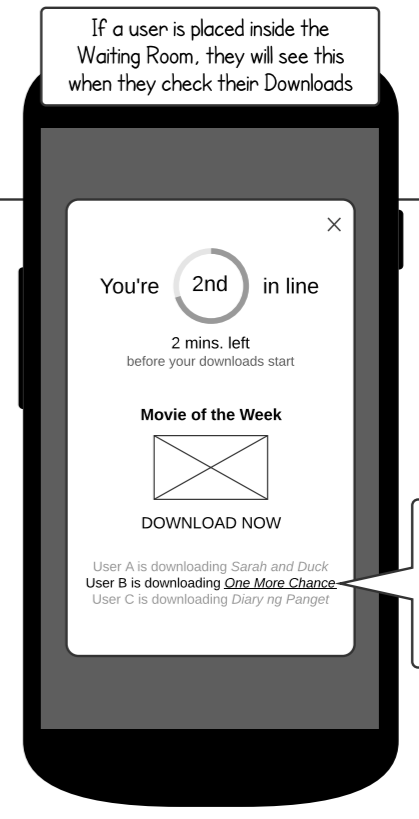 If a user is placed inside the
Waiting Room, they will see this
when they check their Downloads
You're 2nd in line
2 mins. left
before your downloads start
Movie of the Week
DOWNLOAD NOW
User A is downloading Sarah and Duck
User B is downloading One More Chance
User C is downloading Diary ng Panget